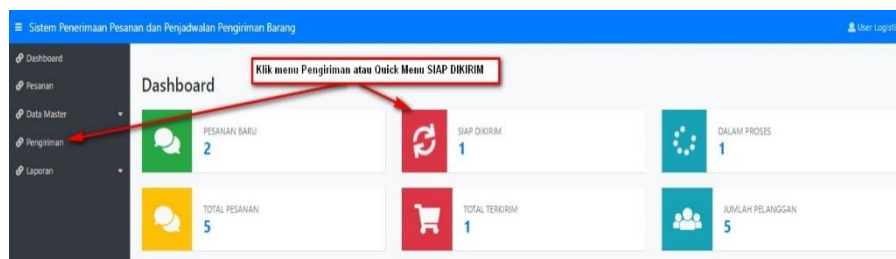 Sistem Penerimaan Pesanan dan Penjadwalan Pengiriman Barang
User Logisti
Dashboard
Pesanan
Data Master
Pengiriman
Laporan
Klik menu Pengiriman atau Quick Menu SIAP DIKIRIM
Dashboard
PESANAN BARU
2
SIAP DIKIRIM
1
DALAM PROSES
1
TOTAL PESANAN
5
TOTAL TERKIRIM
1
JUMLAH PELANGGAN
5